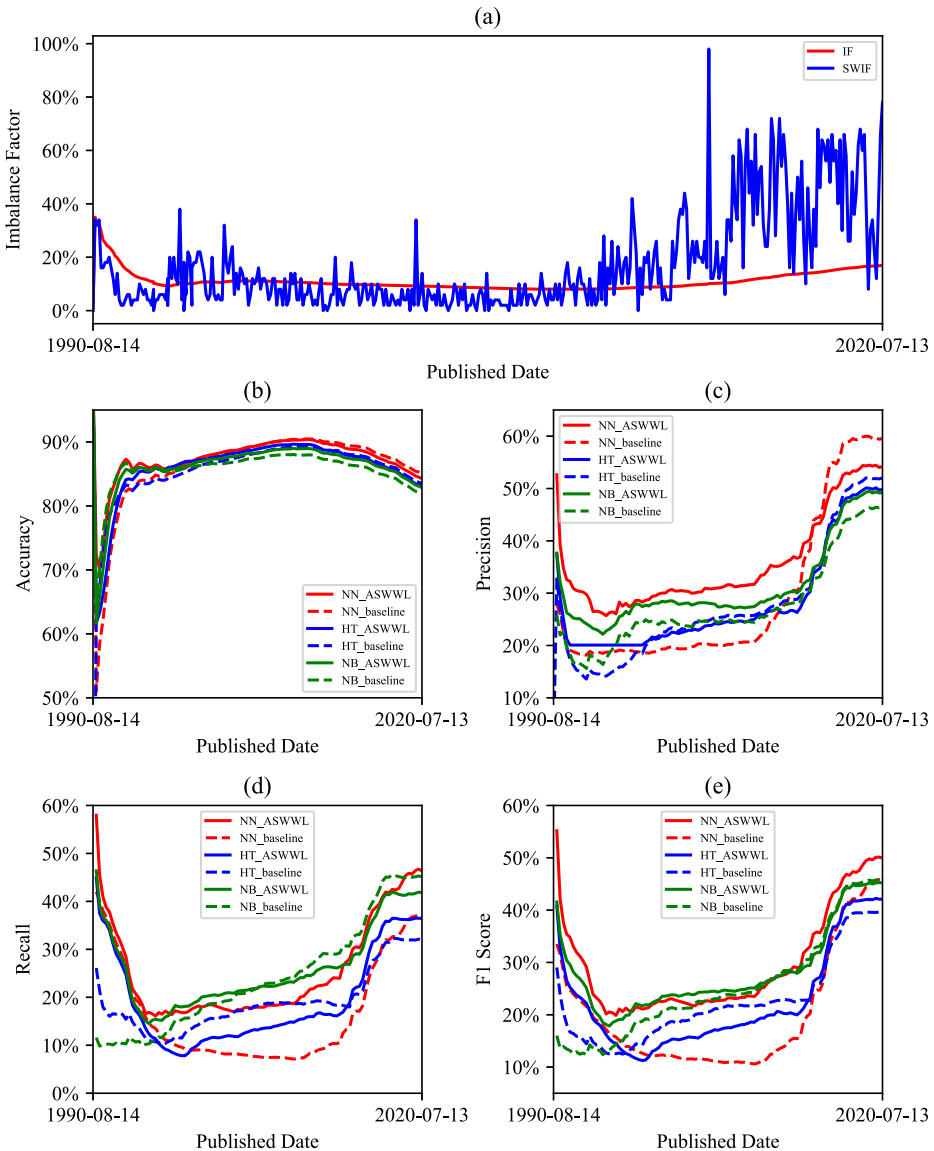 (a)
Imbalance Factor
100%
80%
60%
40%
20%
0%
IF
SWIF
1990-08-14
2020-07-13
Published Date
(b)
Accuracy
90%
80%
70%
60%
50%
NN_ASWWL
NN_baseline
HT_ASWWL
HT_baseline
NB_ASWWL
NB_baseline
1990-08-14
2020-07-13
Published Date
(c)
Precision
60%
50%
40%
30%
20%
10%
NN_ASWWL
NN_baseline
HT_ASWWL
HT_baseline
NB_ASWWL
NB_baseline
1990-08-14
2020-07-13
Published Date
(d)
Recall
60%
50%
40%
30%
20%
10%
0%
NN_ASWWL
NN_baseline
HT_ASWWL
HT_baseline
NB_ASWWL
NB_baseline
1990-08-14
2020-07-13
Published Date
(e)
F1 Score
60%
50%
40%
30%
20%
10%
NN_ASWWL
NN_baseline
HT_ASWWL
HT_baseline
NB_ASWWL
NB_baseline
1990-08-14
2020-07-13
Published Date